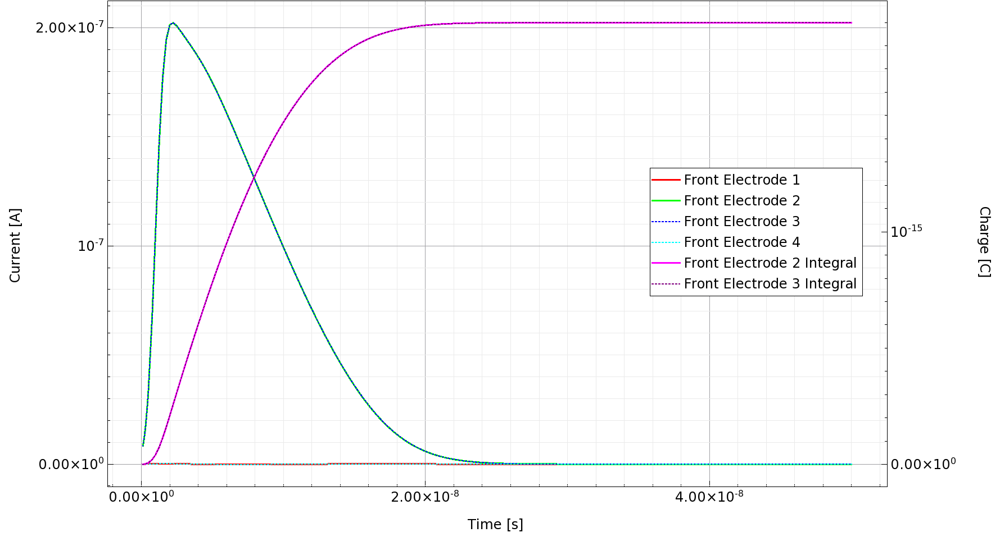 2.00×10⁻⁷
10⁻⁷
0.00×10⁰
Current [A]
10⁻¹⁵
0.00×10⁰
Charge [C]
Front Electrode 1
Front Electrode 2
Front Electrode 3
Front Electrode 4
Front Electrode 2 Integral
Front Electrode 3 Integral
0.00×10⁰
2.00×10⁻⁸
4.00×10⁻⁸
Time [s]